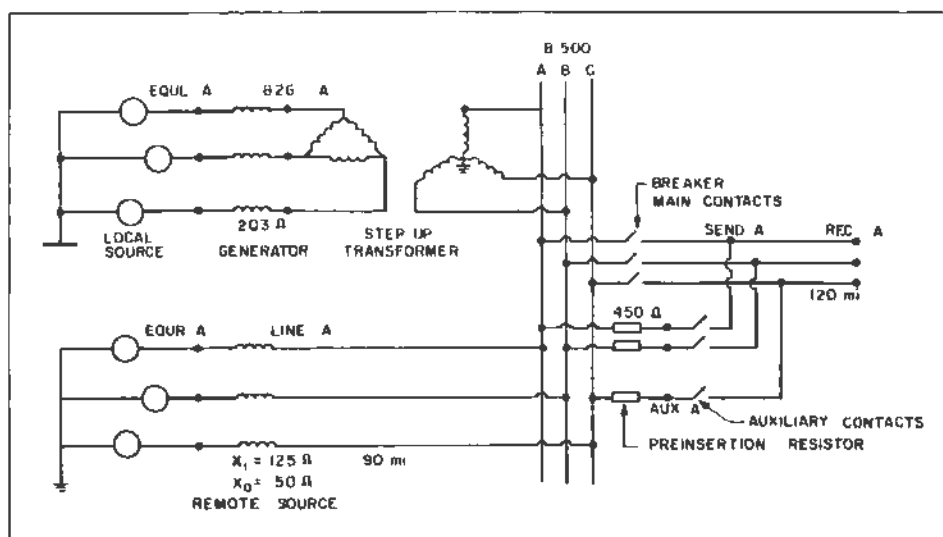 B 500
A B C
EQUL A
B26 A
203 Ω
LOCAL
SOURCE
GENERATOR
STEP UP
TRANSFORMER
BREAKER
MAIN CONTACTS
SEND A
REC A
120 mi
450 Ω
AUX A
AUXILIARY CONTACTS
PREINSERTION RESISTOR
EQUR A
LINE A
X₁ = 125 Ω
X₀ = 50 Ω
90 mi
REMOTE SOURCE